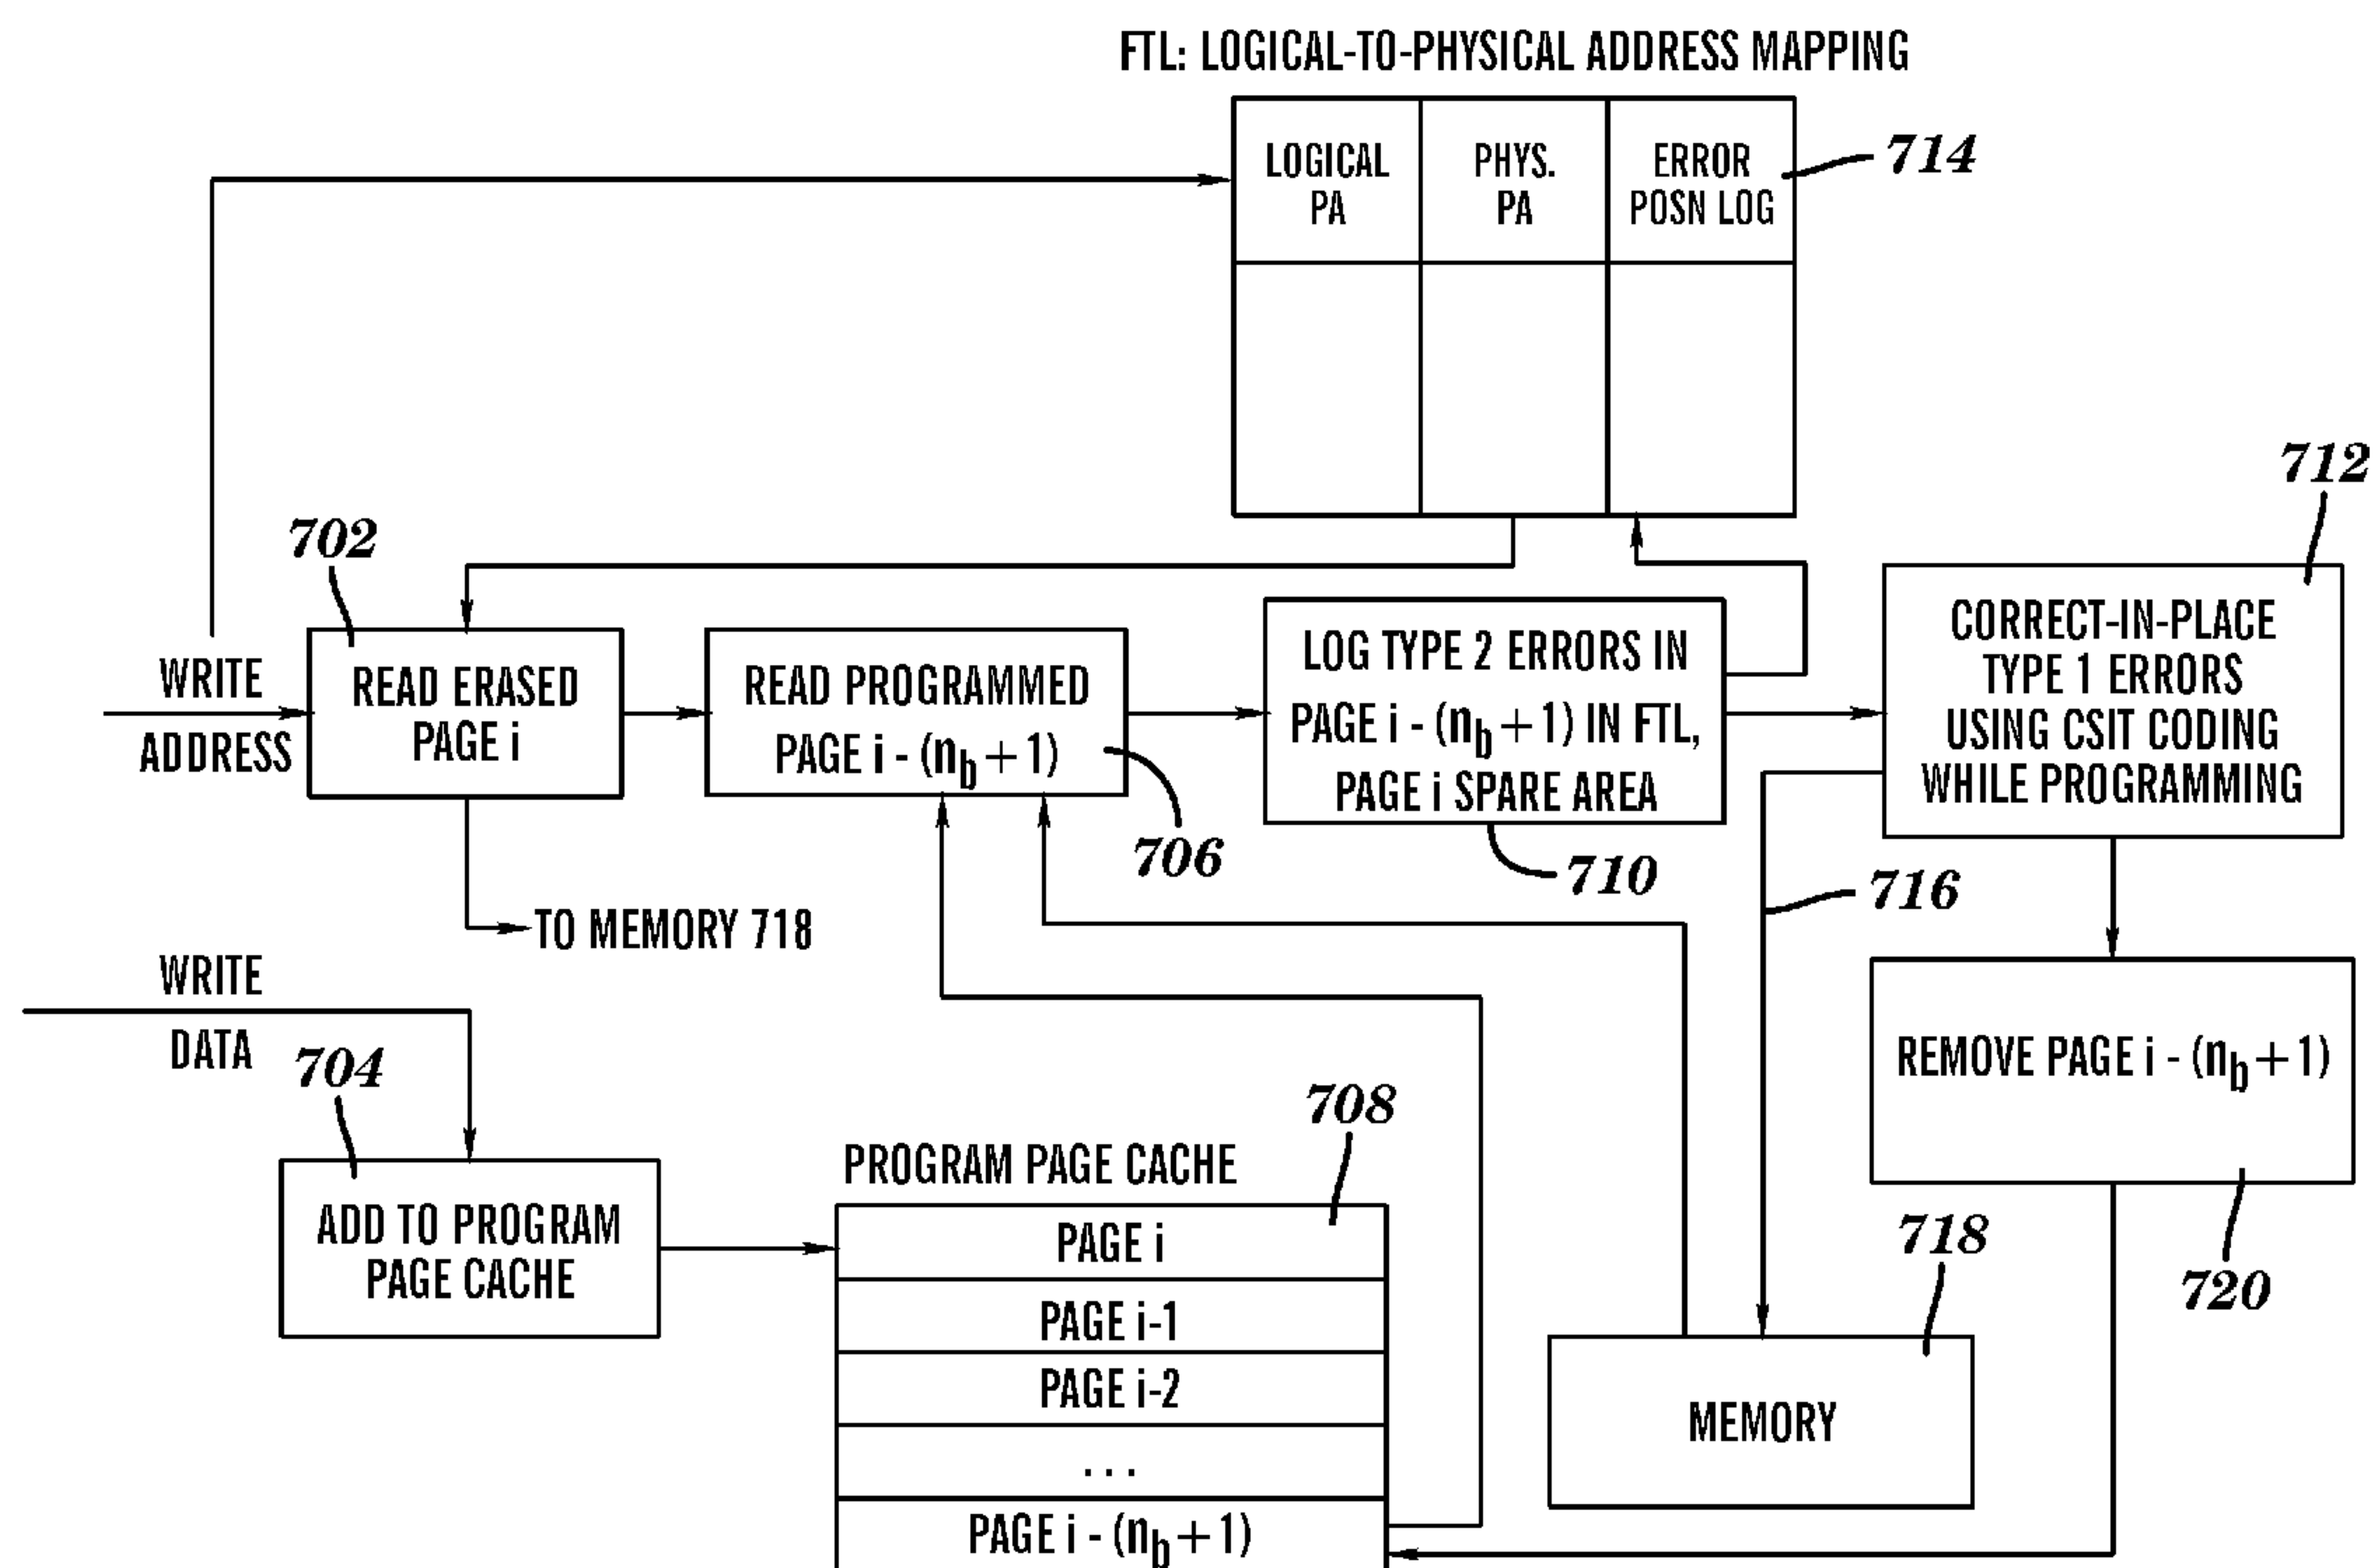 FTL: LOGICAL-TO-PHYSICAL ADDRESS MAPPING
LOGICAL
PA
PHYS.
PA
ERROR
POSN LOG
714
712
702
WRITE
ADDRESS
READ ERASED
PAGE i
READ PROGRAMMED
PAGE i - (nb + 1)
706
LOG TYPE 2 ERRORS IN
PAGE i - (nb + 1) IN FTL,
PAGE i SPARE AREA
710
CORRECT-IN-PLACE
TYPE 1 ERRORS
USING CSIT CODING
WHILE PROGRAMMING
716
TO MEMORY 718
WRITE
DATA
704
ADD TO PROGRAM
PAGE CACHE
PROGRAM PAGE CACHE
708
PAGE i
PAGE i-1
PAGE i-2
...
PAGE i - (nb + 1)
718
MEMORY
REMOVE PAGE i - (nb + 1)
720